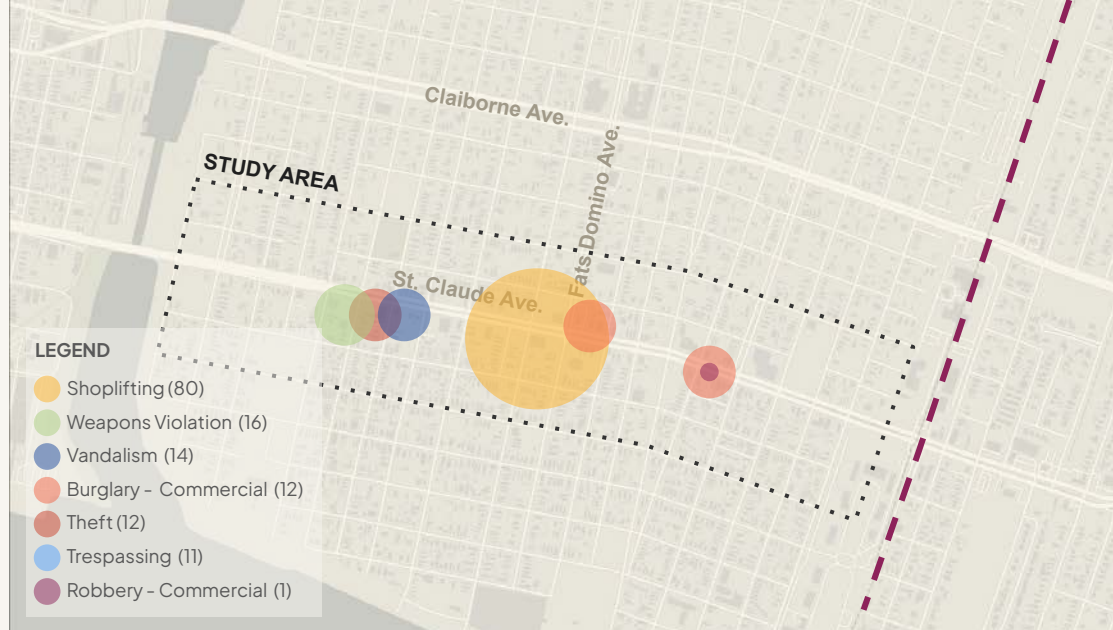 Claiborne Ave.
Fats Domino Ave.
STUDY AREA
St. Claude Ave.
LEGEND
Shoplifting (80)
Weapons Violation (16)
Vandalism (14)
Burglary - Commercial (12)
Theft (12)
Trespassing (11)
Robbery - Commercial (1)